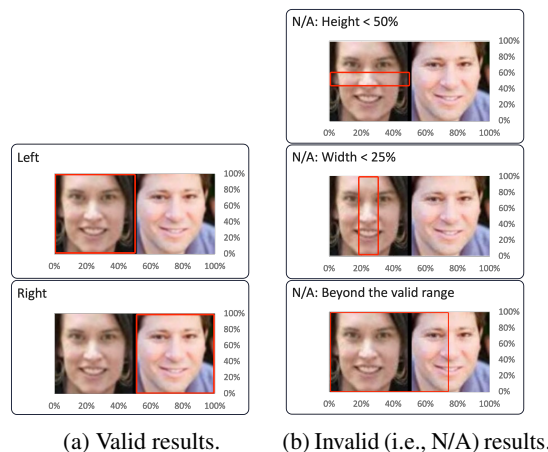 N/A: Height < 50%
100%
80%
60%
40%
20%
0%
0% 20% 40% 60% 80% 100%
Left
100%
80%
60%
40%
20%
0%
0% 20% 40% 60% 80% 100%
N/A: Width < 25%
100%
80%
60%
40%
20%
0%
0% 20% 40% 60% 80% 100%
Right
100%
80%
60%
40%
20%
0%
0% 20% 40% 60% 80% 100%
N/A: Beyond the valid range
100%
80%
60%
40%
20%
0%
0% 20% 40% 60% 80% 100%
(a) Valid results.
(b) Invalid (i.e., N/A) results.